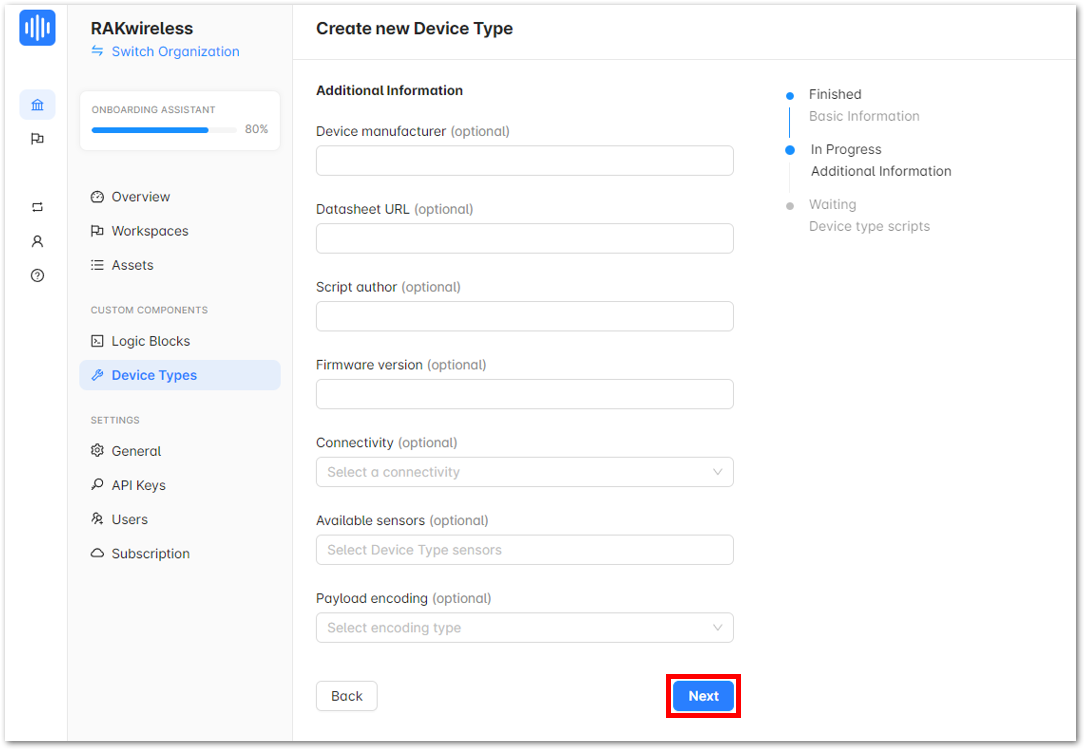 RAKwireless
Switch Organization
ONBOARDING ASSISTANT
80%
Overview
Workspaces
Assets
CUSTOM COMPONENTS
Logic Blocks
Device Types
SETTINGS
General
API Keys
Users
Subscription
Create new Device Type
Additional Information
Device manufacturer (optional)
Datasheet URL (optional)
Script author (optional)
Firmware version (optional)
Connectivity (optional)
Select a connectivity
Available sensors (optional)
Select Device Type sensors
Payload encoding (optional)
Select encoding type
Back
Next
Finished
Basic Information
In Progress
Additional Information
Waiting
Device type scripts